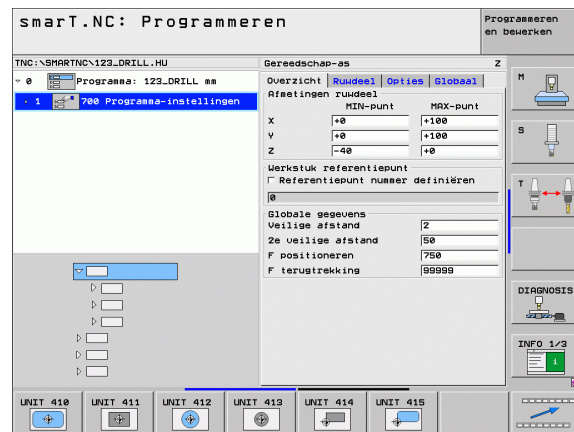 smarT.NC: Programmeren
Programmeren
en bewerken
TNC:\SMARTNC\123_DRILL.HU
0 Programma: 123_DRILL mm
1 700 Programma-instellingen
Gereedschap-as Z
Overzicht Ruwdeel Opties Globaal
Afmetingen ruwdeel
MIN-punt MAX-punt
X +0 +100
Y +0 +100
Z -40 +0
Werkstuk referentiepunt
Referentiepunt nummer definiëren
0
Globale gegevens
Veilige afstand 2
2e veilige afstand 50
F positioneren 750
F terugtrekking 99999
M
S
T
DIAGNOSIS
INFO 1/3
i
UNIT 410
UNIT 411
UNIT 412
UNIT 413
UNIT 414
UNIT 415